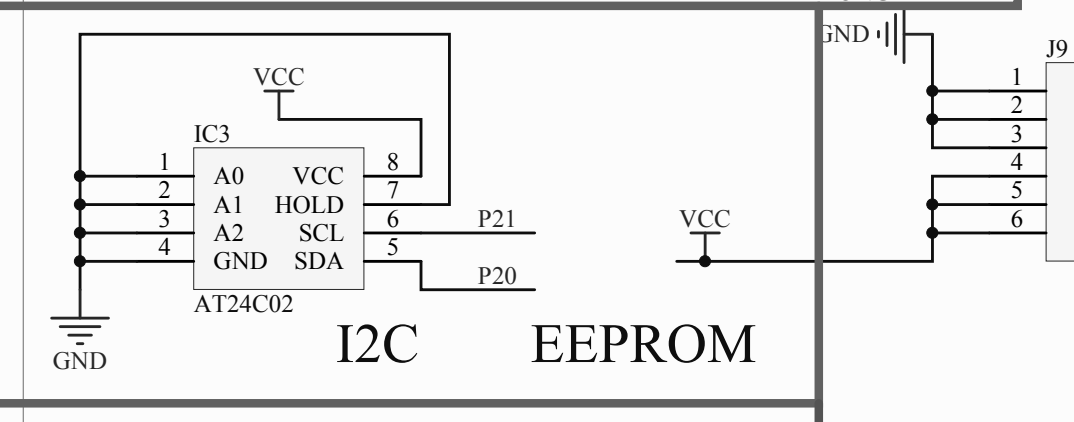 GND
J9
1
2
3
4
5
6
VCC
IC3
1 A0 VCC 8
2 A1 HOLD 7
3 A2 SCL 6 P21
4 GND SDA 5 P20
AT24C02
GND
VCC
I2C EEPROM